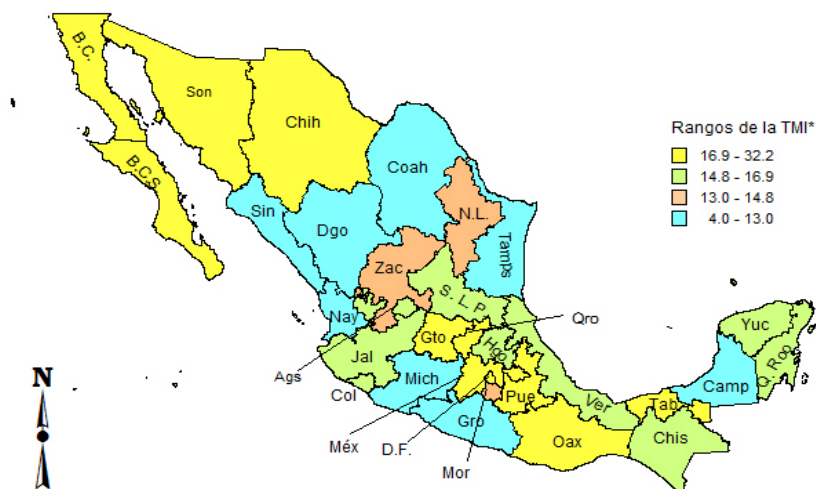 B.C.
Son
Chih
B.C.S.
Coah
Rangos de la TMI*
16.9 - 32.2
14.8 - 16.9
13.0 - 14.8
4.0 - 13.0
Sin
Dgo
N.L.
Tamps
Zac
S. L. P.
Nay
Qro
Yuc
Ags
Gto
Hgo
Jal
Q. Roo
N
Col
Mich
Pue
Ver
Tab
Camp
Gro
Méx
D.F.
Oax
Chis
Mor